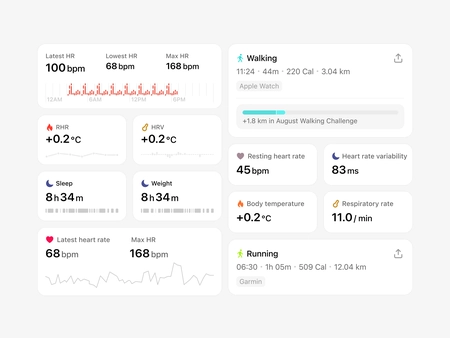 Latest HR
100 bpm
Lowest HR
68 bpm
Max HR
168 bpm
12AM 6AM 12PM 6PM
RHR
+0.2 °C
HRV
+0.2 °C
Sleep
8 h 34 m
Weight
8 h 34 m
Latest heart rate
68 bpm
Max HR
168 bpm
Walking
11:24 · 44m · 220 Cal · 3.04 km
Apple Watch
+1.8 km in August Walking Challenge
Resting heart rate
45 bpm
Heart rate variability
83 ms
Body temperature
+0.2 °C
Respiratory rate
11.0 / min
Running
06:30 · 1h 05m · 509 Cal · 12.04 km
Garmin